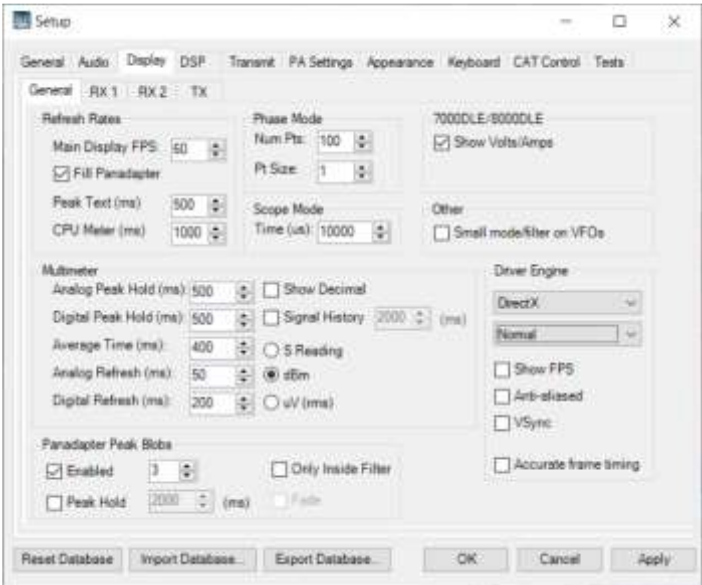 Setup
General Audio Display DSP Transmit PA Settings Appearance Keyboard CAT Control Tests
General RX 1 RX 2 TX
Refresh Rates
Main Display FPS: 60
Fill Panadapter
Peak Text (ms) 500
CPU Meter (ms) 1000
Phase Mode
Num Pts: 100
Pt Size: 1
Scope Mode
Time (us): 10000
7000DLE/8000DLE
Show Volts/Amps
Other
Small mode/filter on VFOs
Multimeter
Analog Peak Hold (ms): 500
Digital Peak Hold (ms): 500
Average Time (ms): 400
Analog Refresh (ms): 50
Digital Refresh (ms): 200
Show Decimal
Signal History 2000 (ms)
S Reading
dBm
uV (rms)
Driver Engine
DirectX
Normal
Show FPS
Anti-aliased
VSync
Accurate frame timing
Panadapter Peak Blobs
Enabled 3
Only Inside Filter
Peak Hold 2000 (ms)
Fade
Reset Database Import Database... Export Database... OK Cancel Apply